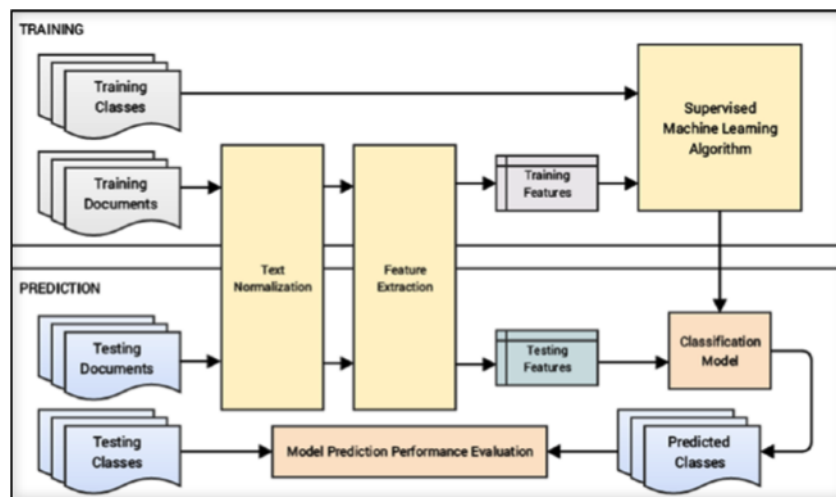 TRAINING
Training
Classes
Supervised
Machine Learning
Algorithm
Training
Documents
Training
Features
Text
Normalization
Feature
Extraction
PREDICTION
Testing
Documents
Testing
Features
Classification
Model
Testing
Classes
Model Prediction Performance Evaluation
Predicted
Classes